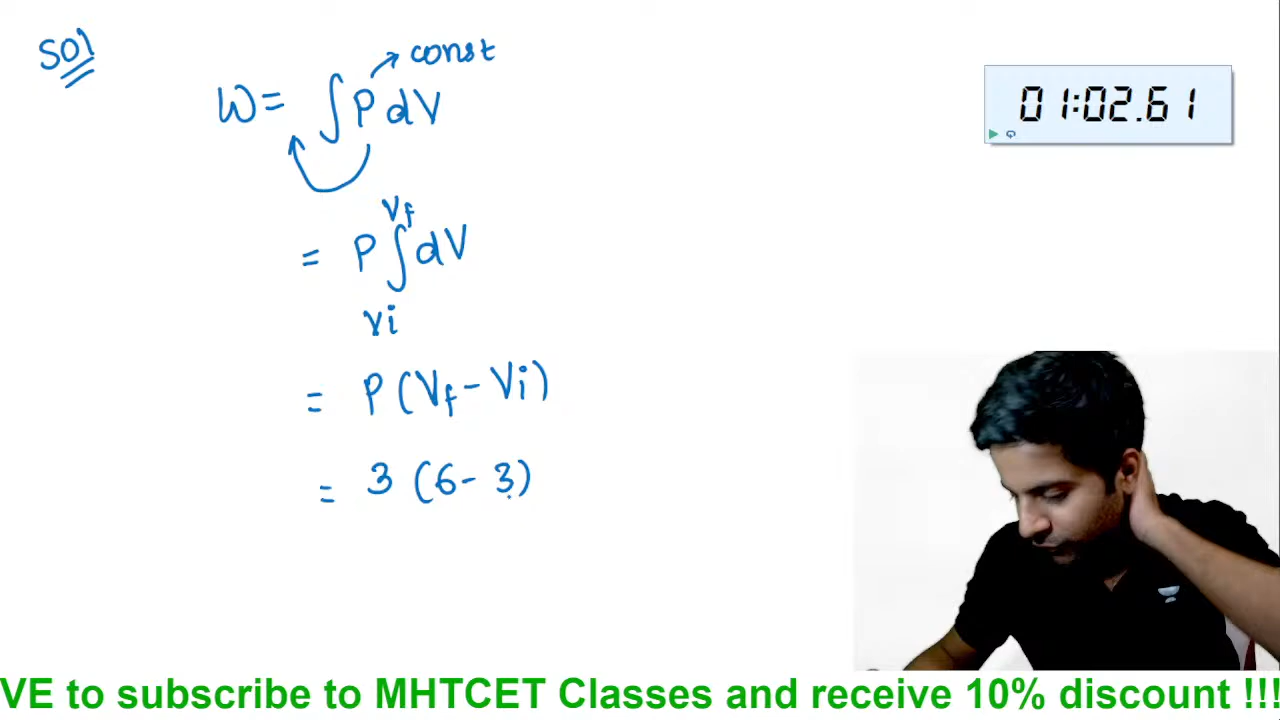 Sol
const
W = ∫ P dV
01:02.61
Vf
= P ∫ dV
Vi
= P (Vf - Vi)
= 3 (6 - 3)
VE to subscribe to MHTCET Classes and receive 10% discount !!!